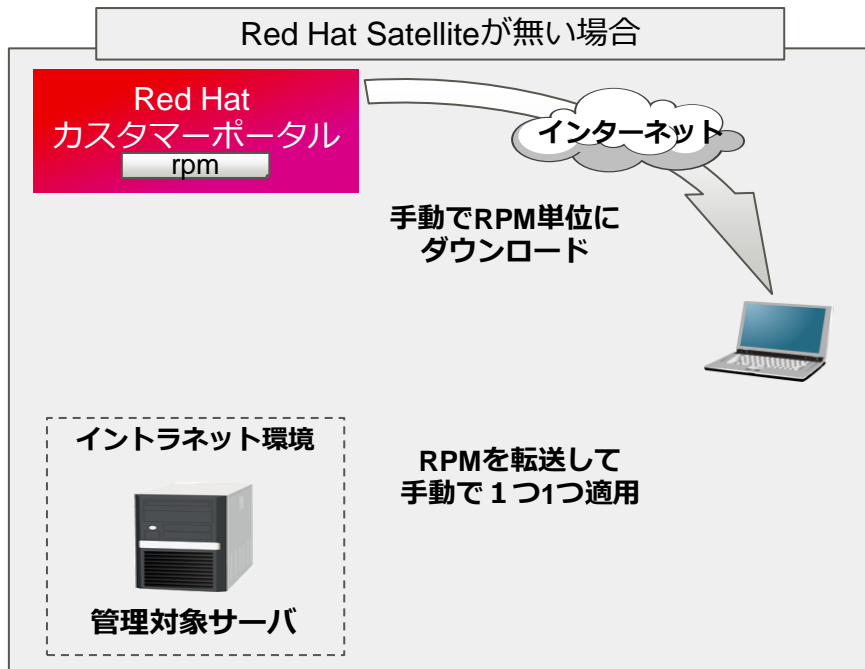 Red Hat Satelliteが無い場合
Red Hat
カスタマーポータル
rpm
インターネット
手動でRPM単位に
ダウンロード
イントラネット環境
RPMを転送して
手動で１つ1つ適用
管理対象サーバ